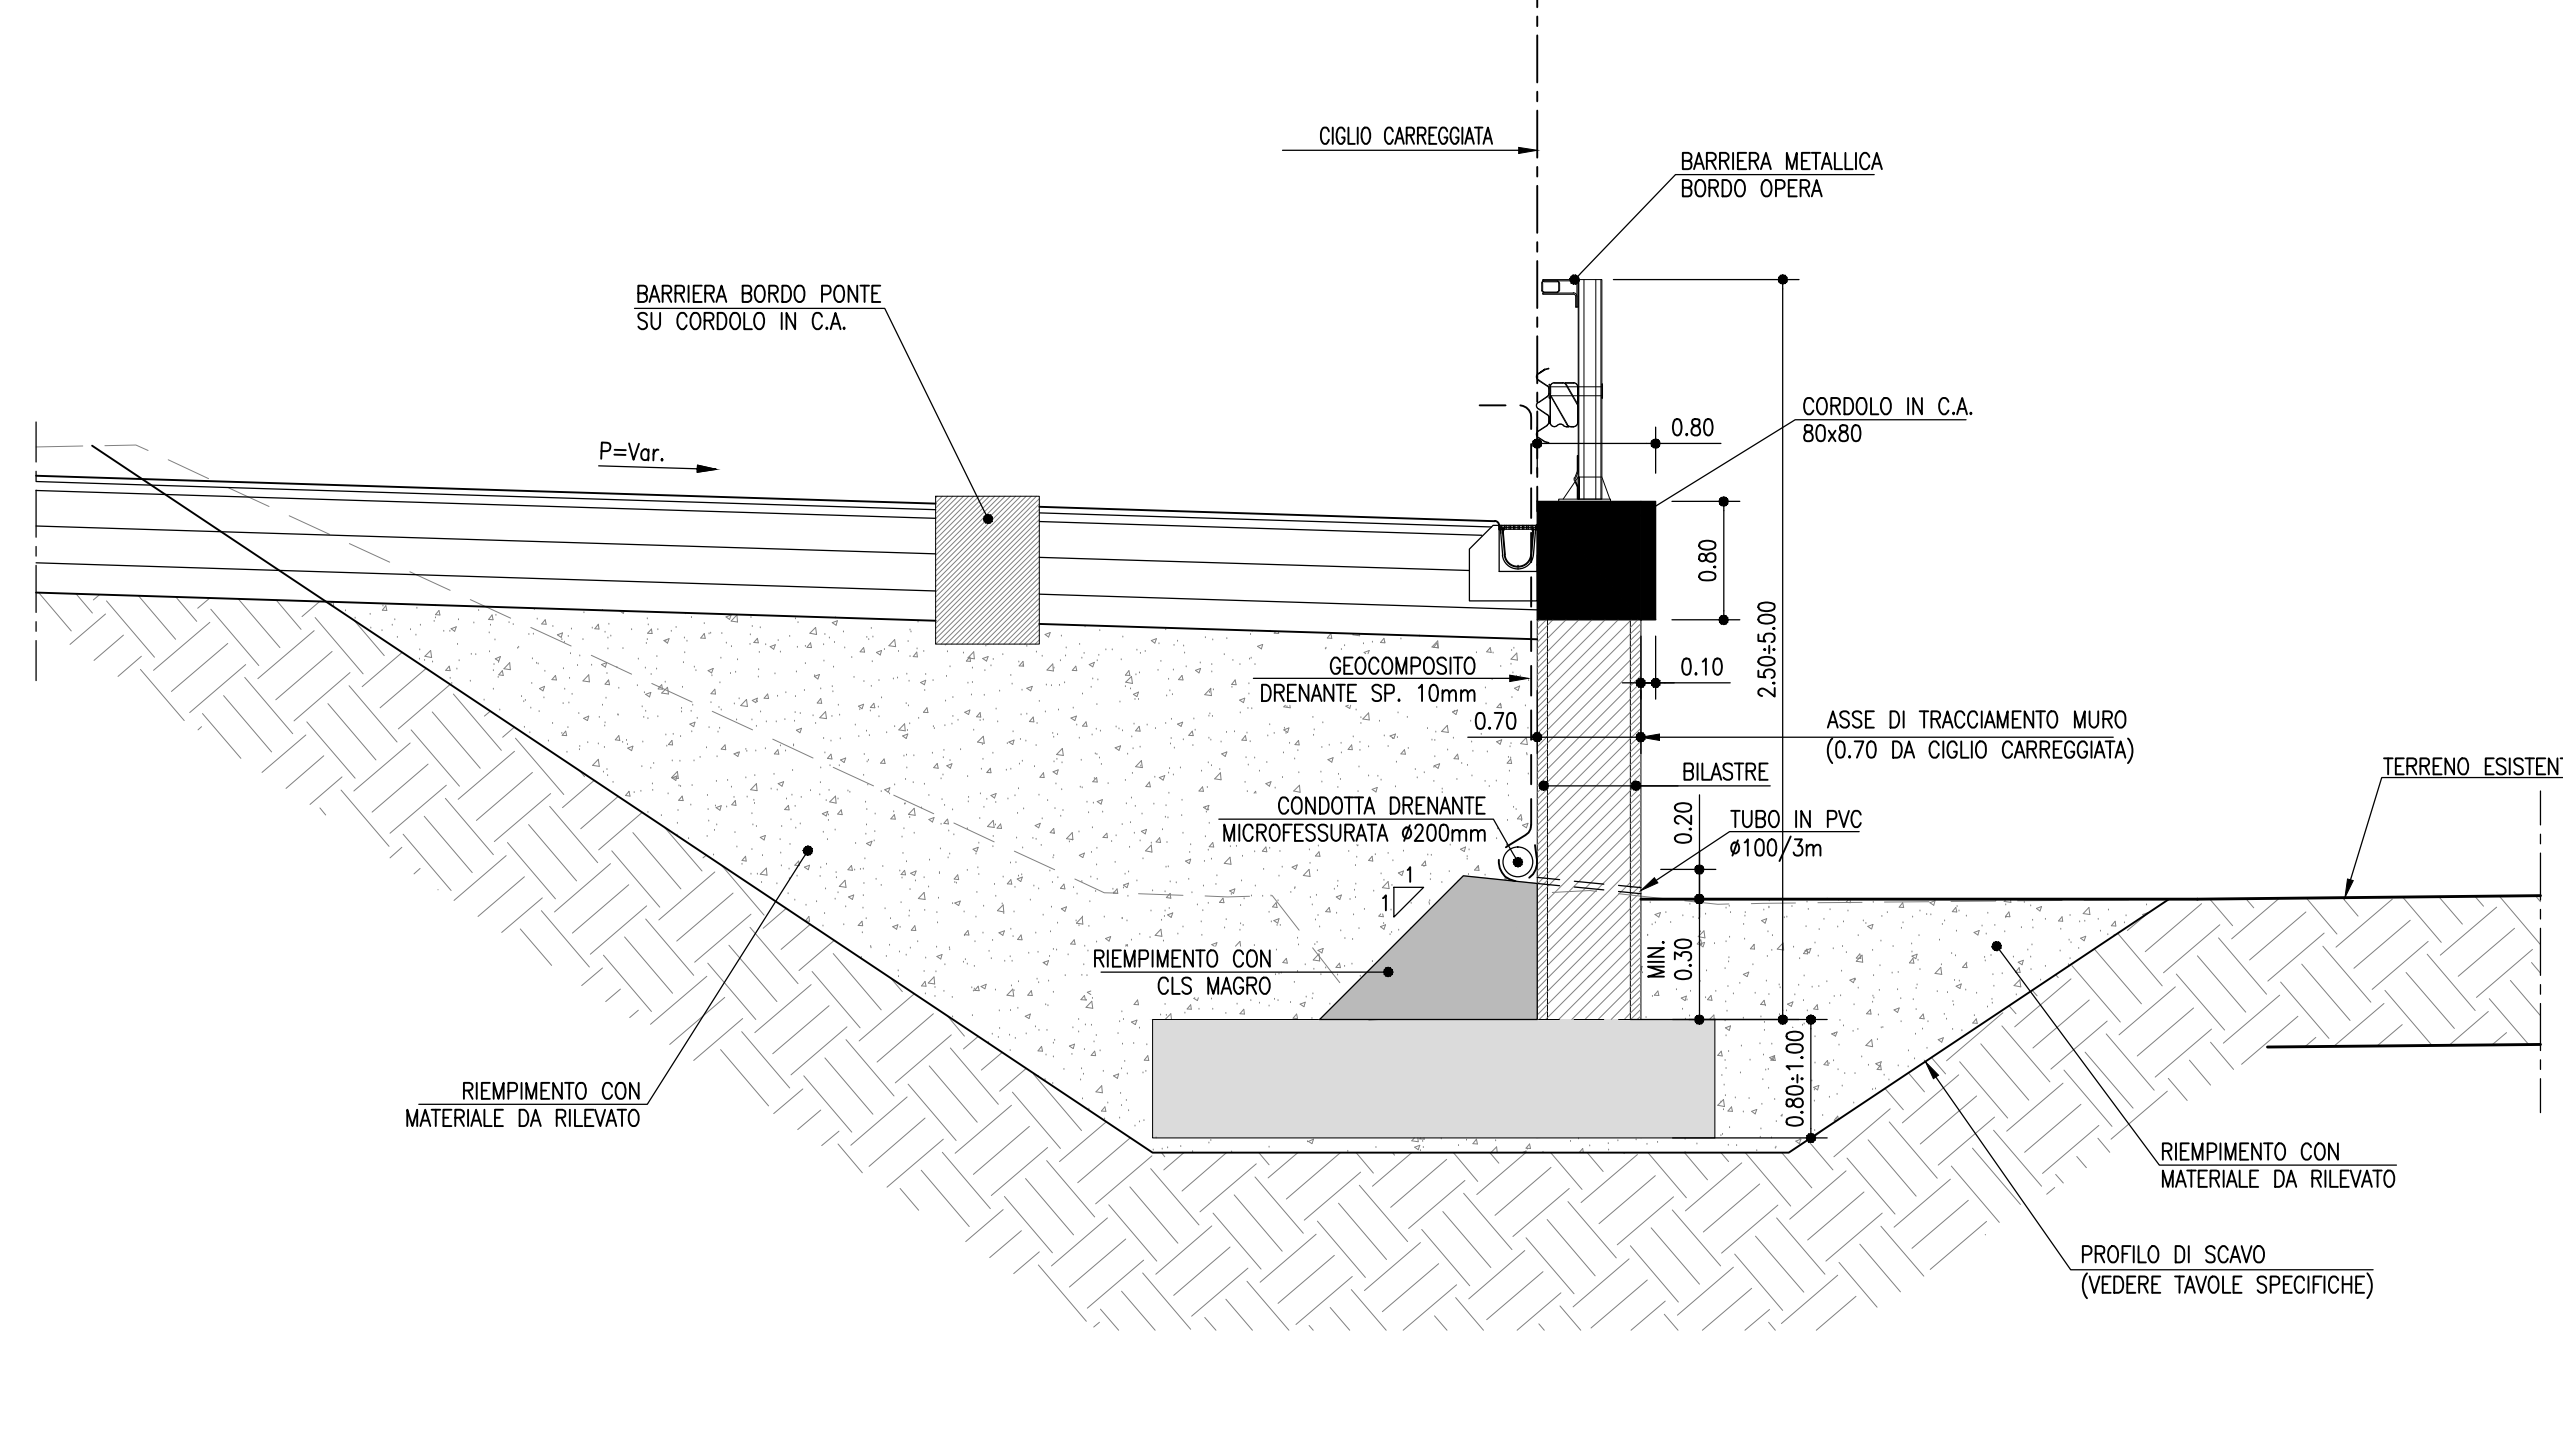 CIGLIO CARREGGIATA
BARRIERA METALLICA
BORDO OPERA
BARRIERA BORDO PONTE
SU CORDOLO IN C.A.
P=Var.
0.80
CORDOLO IN C.A.
80x80
0.80
2.50÷5.00
GEOCOMPOSITO
DRENANTE SP. 10mm
0.10
0.70
ASSE DI TRACCIAMENTO MURO
(0.70 DA CIGLIO CARREGGIATA)
BILASTRE
TERRENO ESISTENT
CONDOTTA DRENANTE
MICROFESSURATA ø200mm
0.20
TUBO IN PVC
ø100/3m
1
1
RIEMPIMENTO CON
CLS MAGRO
MIN.
0.30
0.80÷1.00
RIEMPIMENTO CON
MATERIALE DA RILEVATO
RIEMPIMENTO CON
MATERIALE DA RILEVATO
PROFILO DI SCAVO
(VEDERE TAVOLE SPECIFICHE)